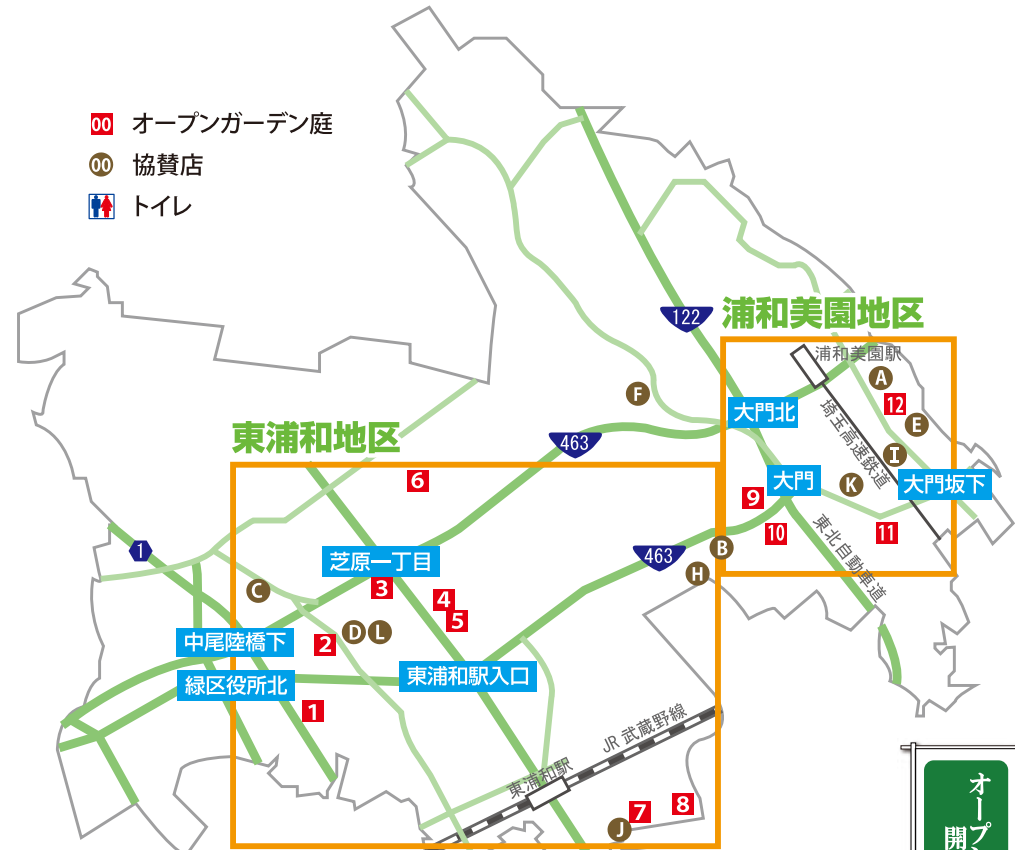 00 オープンガーデン庭
00 協賛店
トイレ
122
浦和美園地区
浦和美園駅
A
F
12
大門北
E
埼玉高速鉄道
東浦和地区
463
I
6
大門
K
大門坂下
9
10
11
東北自動車道
1
463
B
芝原一丁目
H
C
3
4
5
中尾陸橋下
2
D
L
東浦和駅入口
緑区役所北
1
JR 武蔵野線
東浦和駅
7
8
J
オープ
開